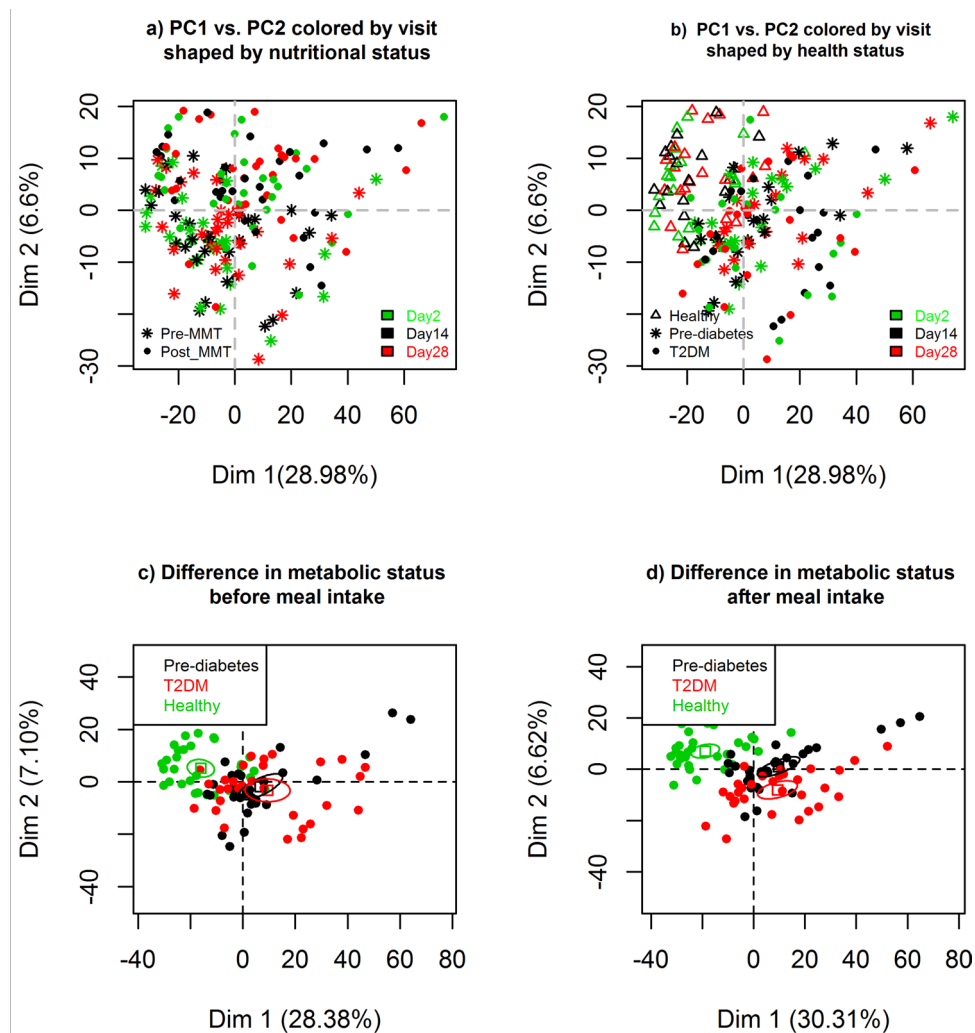 a) PC1 vs. PC2 colored by visit
shaped by nutritional status
Dim 2 (6.6%)
20
10
0
-10
-30
Pre-MMT
Post_MMT
Day2
Day14
Day28
-20 0 20 40 60
Dim 1(28.98%)
b) PC1 vs. PC2 colored by visit
shaped by health status
Dim 2 (6.6%)
20
10
0
-10
-30
Healthy
Pre-diabetes
T2DM
Day2
Day14
Day28
-20 0 20 40 60
Dim 1(28.98%)
c) Difference in metabolic status
before meal intake
Dim 2 (7.10%)
40
20
0
-40
Pre-diabetes
T2DM
Healthy
-40 0 20 40 60 80
Dim 1 (28.38%)
d) Difference in metabolic status
after meal intake
Dim 2 (6.62%)
40
20
0
-40
Pre-diabetes
T2DM
Healthy
-40 0 20 40 60 80
Dim 1 (30.31%)